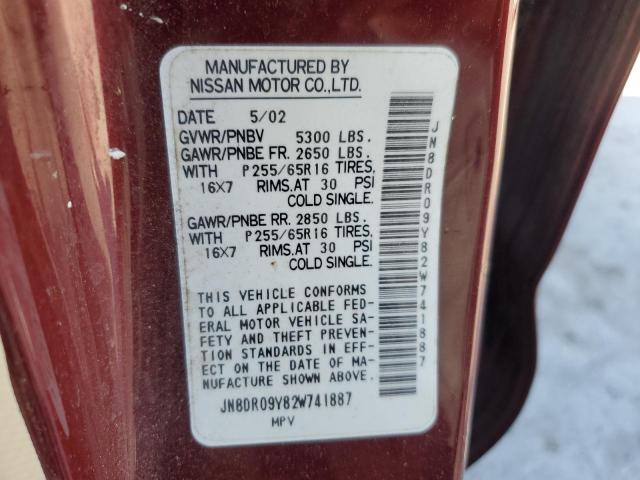 MANUFACTURED BY
NISSAN MOTOR CO.,LTD.
DATE 5/02
GVWR/PNBV 5300 LBS.
GAWR/PNBE FR. 2650 LBS.
WITH P255/65R16 TIRES,
16X7 RIMS.AT 30 PSI
COLD SINGLE.
GAWR/PNBE RR. 2850 LBS.
WITH P255/65R16 TIRES,
16X7 RIMS.AT 30 PSI
COLD SINGLE.
THIS VEHICLE CONFORMS
TO ALL APPLICABLE FED-
ERAL MOTOR VEHICLE SA-
FETY AND THEFT PREVEN-
TION STANDARDS IN EFF-
ECT ON THE DATE OF MA-
NUFACTURE SHOWN ABOVE.
JN8DR09Y82W741887
MPV
JN8DR09Y82W741887